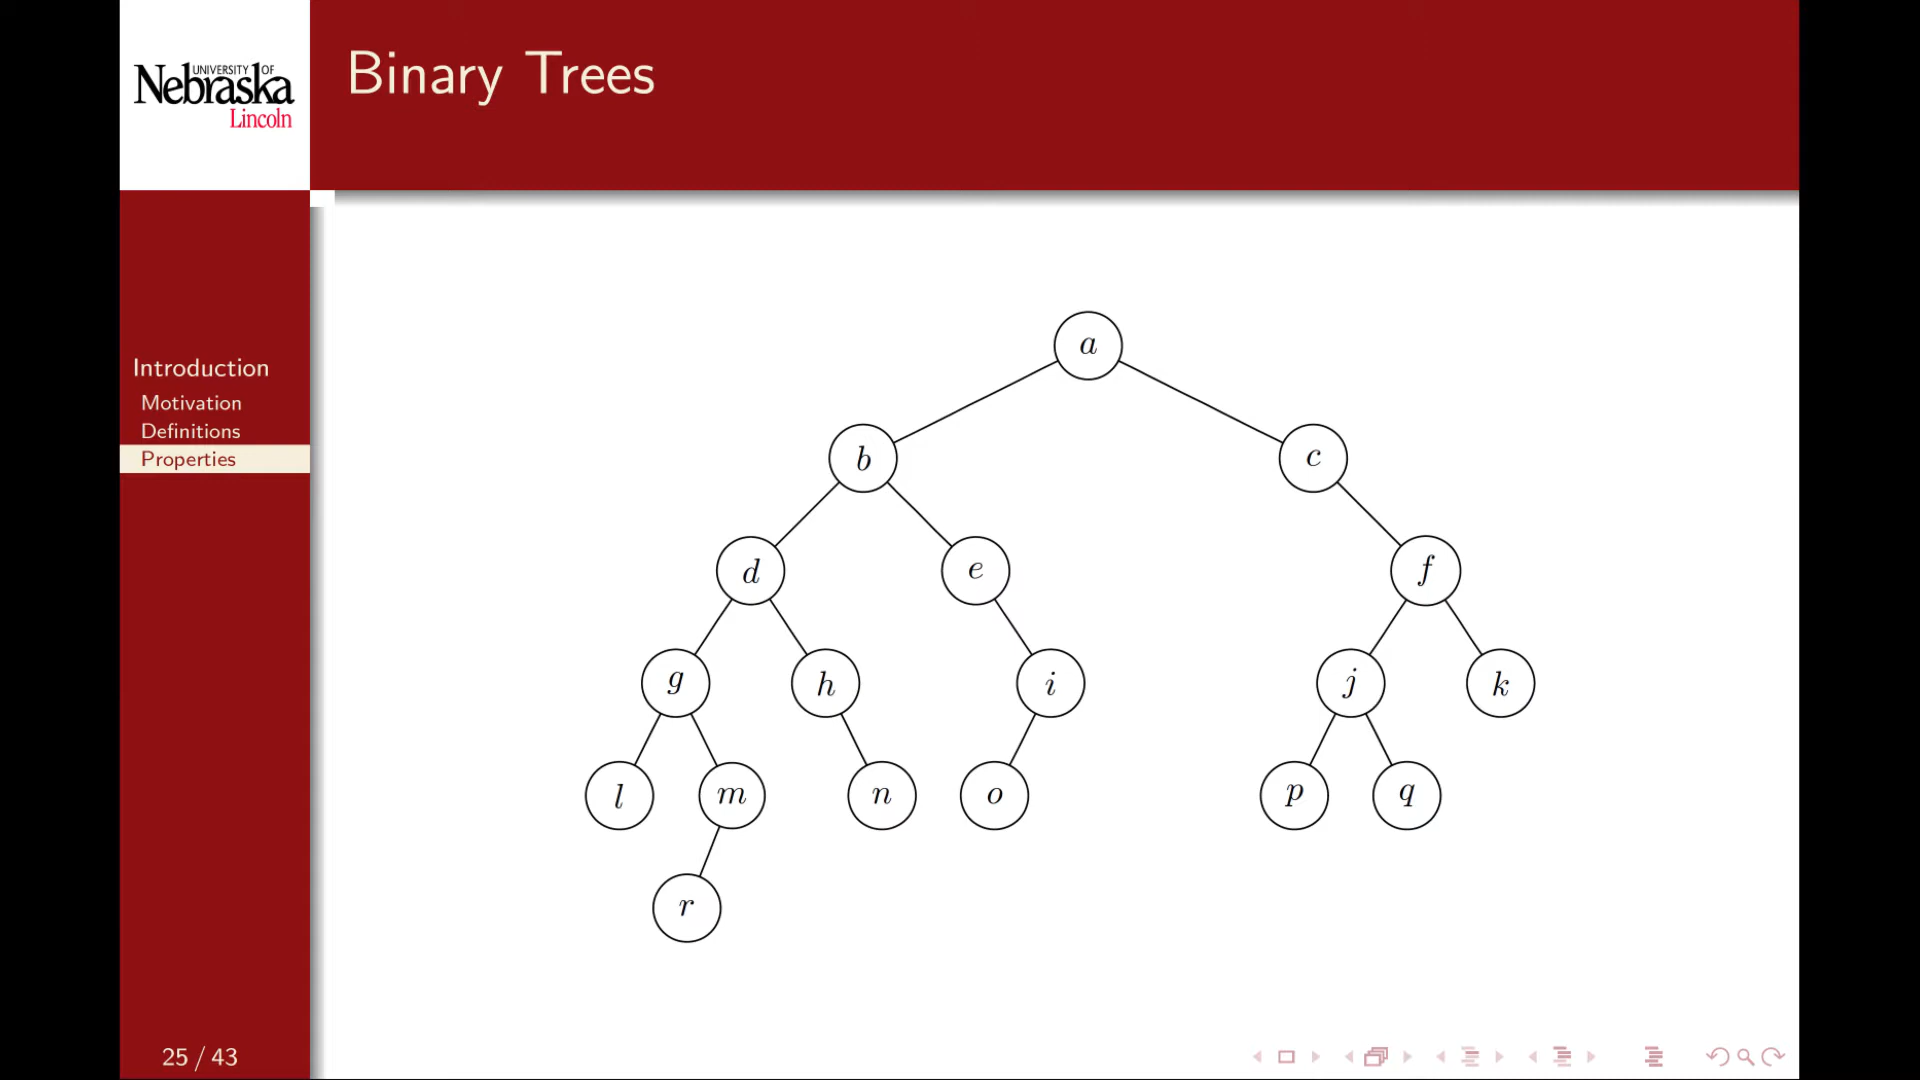 UNIVERSITY OF
Nebraska
Lincoln
Binary Trees
Introduction
Motivation
Definitions
Properties
a
b
c
d
e
f
g
h
i
j
k
l
m
n
o
p
q
r
25 / 43